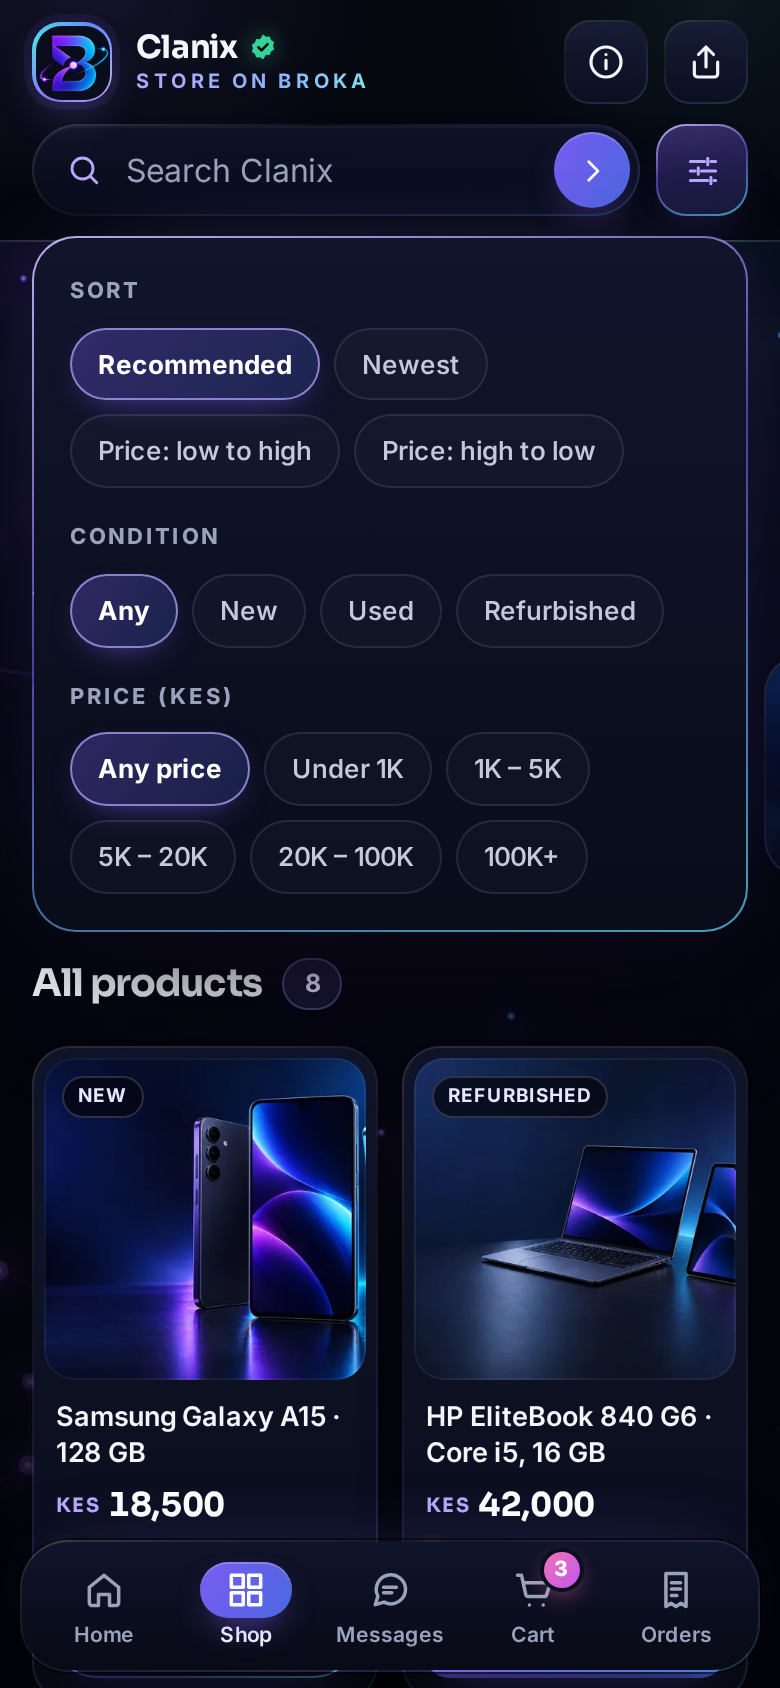 Clanix
STORE ON BROKA
Search Clanix
SORT
Recommended
Newest
Price: low to high
Price: high to low
CONDITION
Any
New
Used
Refurbished
PRICE (KES)
Any price
Under 1K
1K – 5K
5K – 20K
20K – 100K
100K+
All products
8
NEW
REFURBISHED
Samsung Galaxy A15 ·
128 GB
KES 18,500
HP EliteBook 840 G6 ·
Core i5, 16 GB
KES 42,000
3
Home
Shop
Messages
Cart
Orders